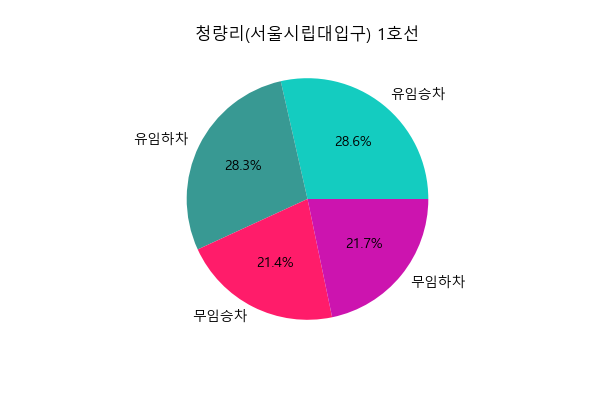 청량리(서울시립대입구) 1호선
유임승차
28.6%
유임하차
28.3%
무임승차
21.4%
무임하차
21.7%